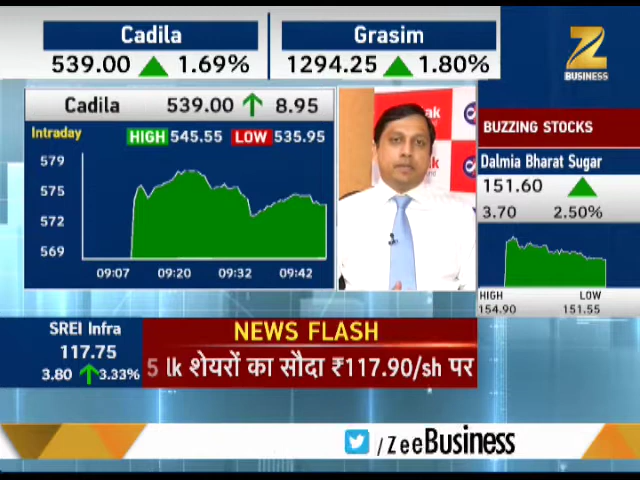 Cadila
539.00 ▲ 1.69%
Grasim
1294.25 ▲ 1.80%
Z
BUSINESS
Cadila 539.00 ↑ 8.95
Intraday
HIGH 545.55 LOW 535.95
579
575
572
569
09:07 09:20 09:32 09:42
ak
BUZZING STOCKS
Dalmia Bharat Sugar
151.60 ▲
3.70 2.50%
HIGH LOW
154.90 151.55
SREI Infra
117.75
3.80 ↑ 3.33%
NEWS FLASH
5 lk शेयरों का सौदा ₹117.90/sh पर
/ZeeBusiness